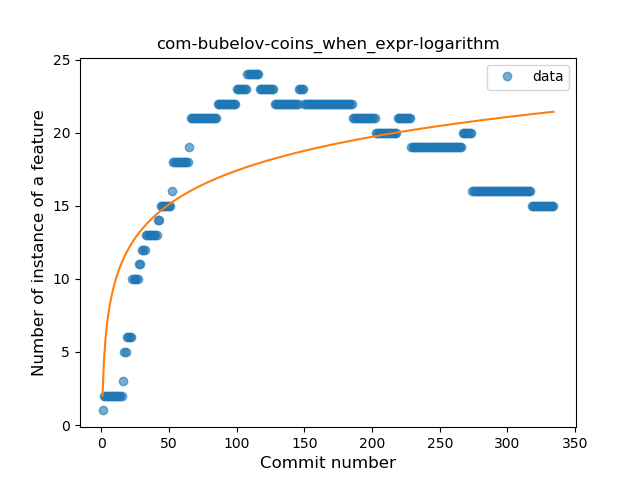 com-bubelov-coins_when_expr-logarithm
data
Number of instance of a feature
25
20
15
10
5
0
0 50 100 150 200 250 300 350
Commit number